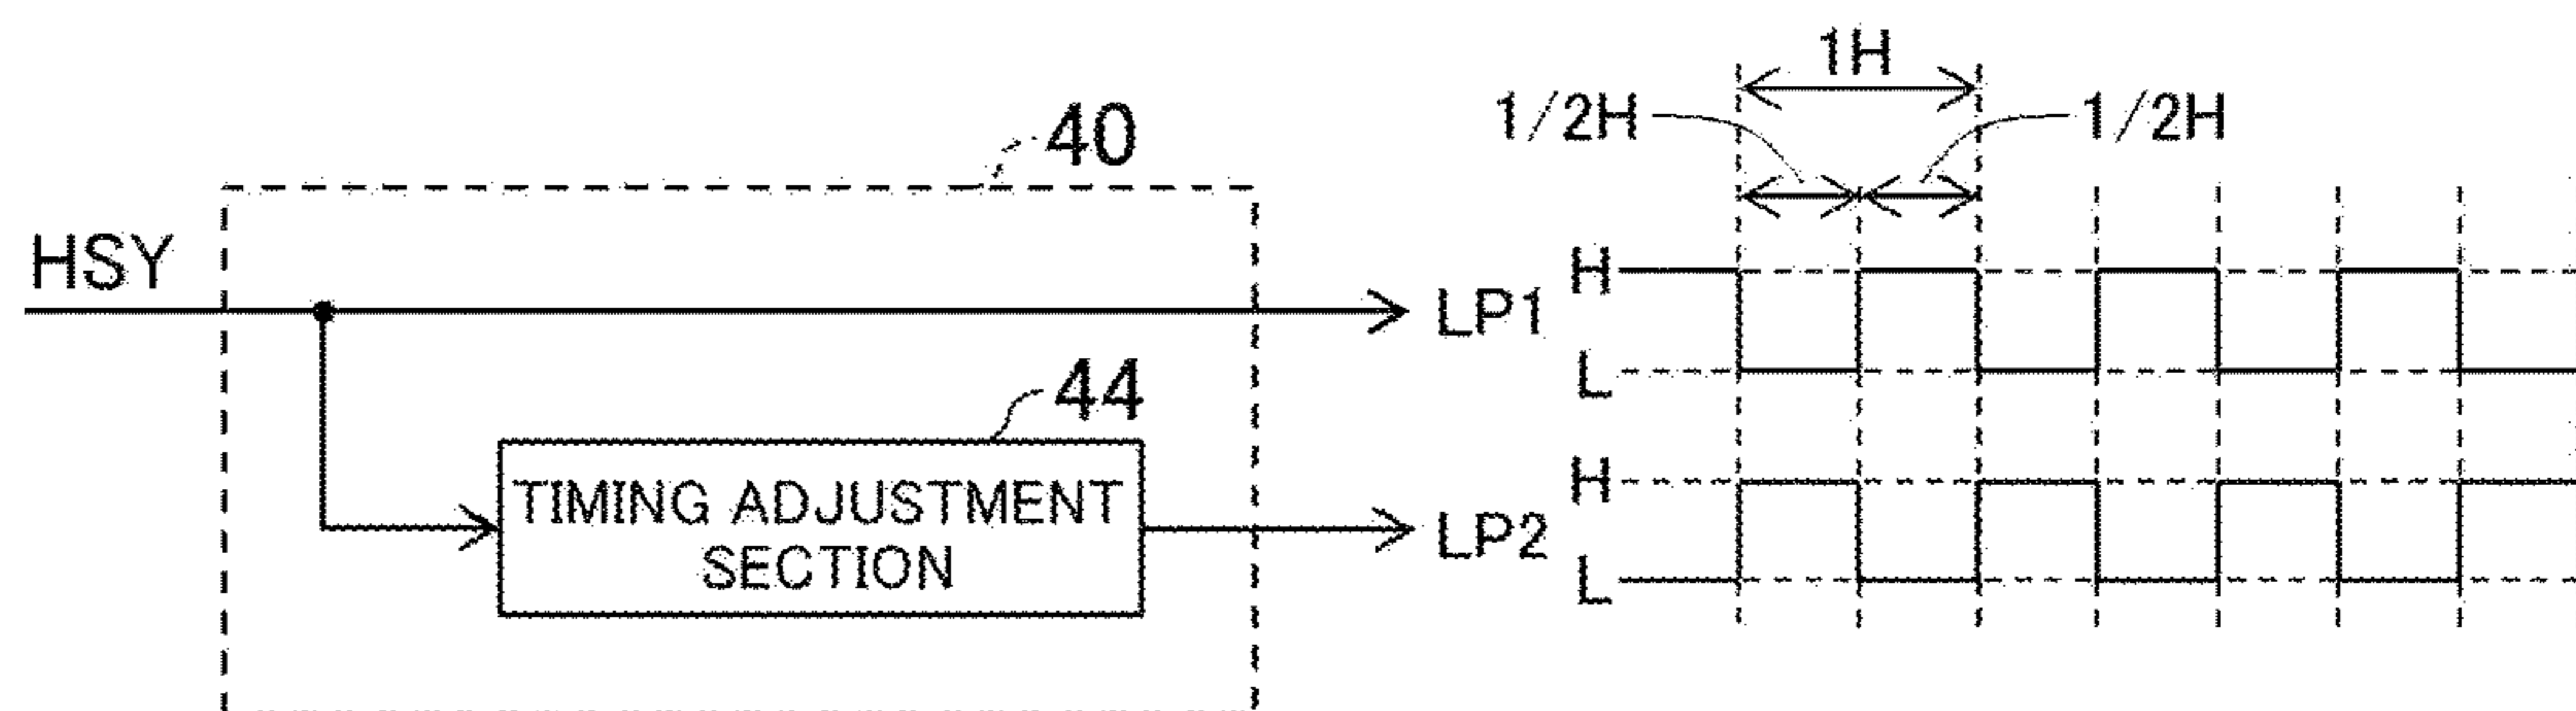 1H
1/2H 1/2H
40
HSY
LP1
H
L
44
TIMING ADJUSTMENT
SECTION
LP2
H
L